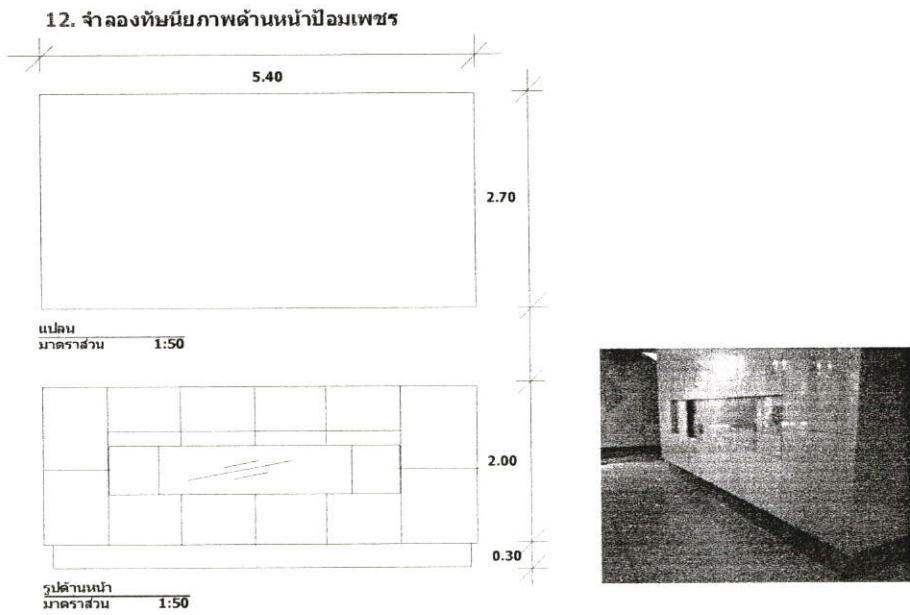 12. จำลองทัษนียภาพด้านหน้าป้อมเพชร
5.40
2.70
แปลน
มาตราส่วน 1:50
2.00
0.30
รูปด้านหน้า
มาตราส่วน 1:50